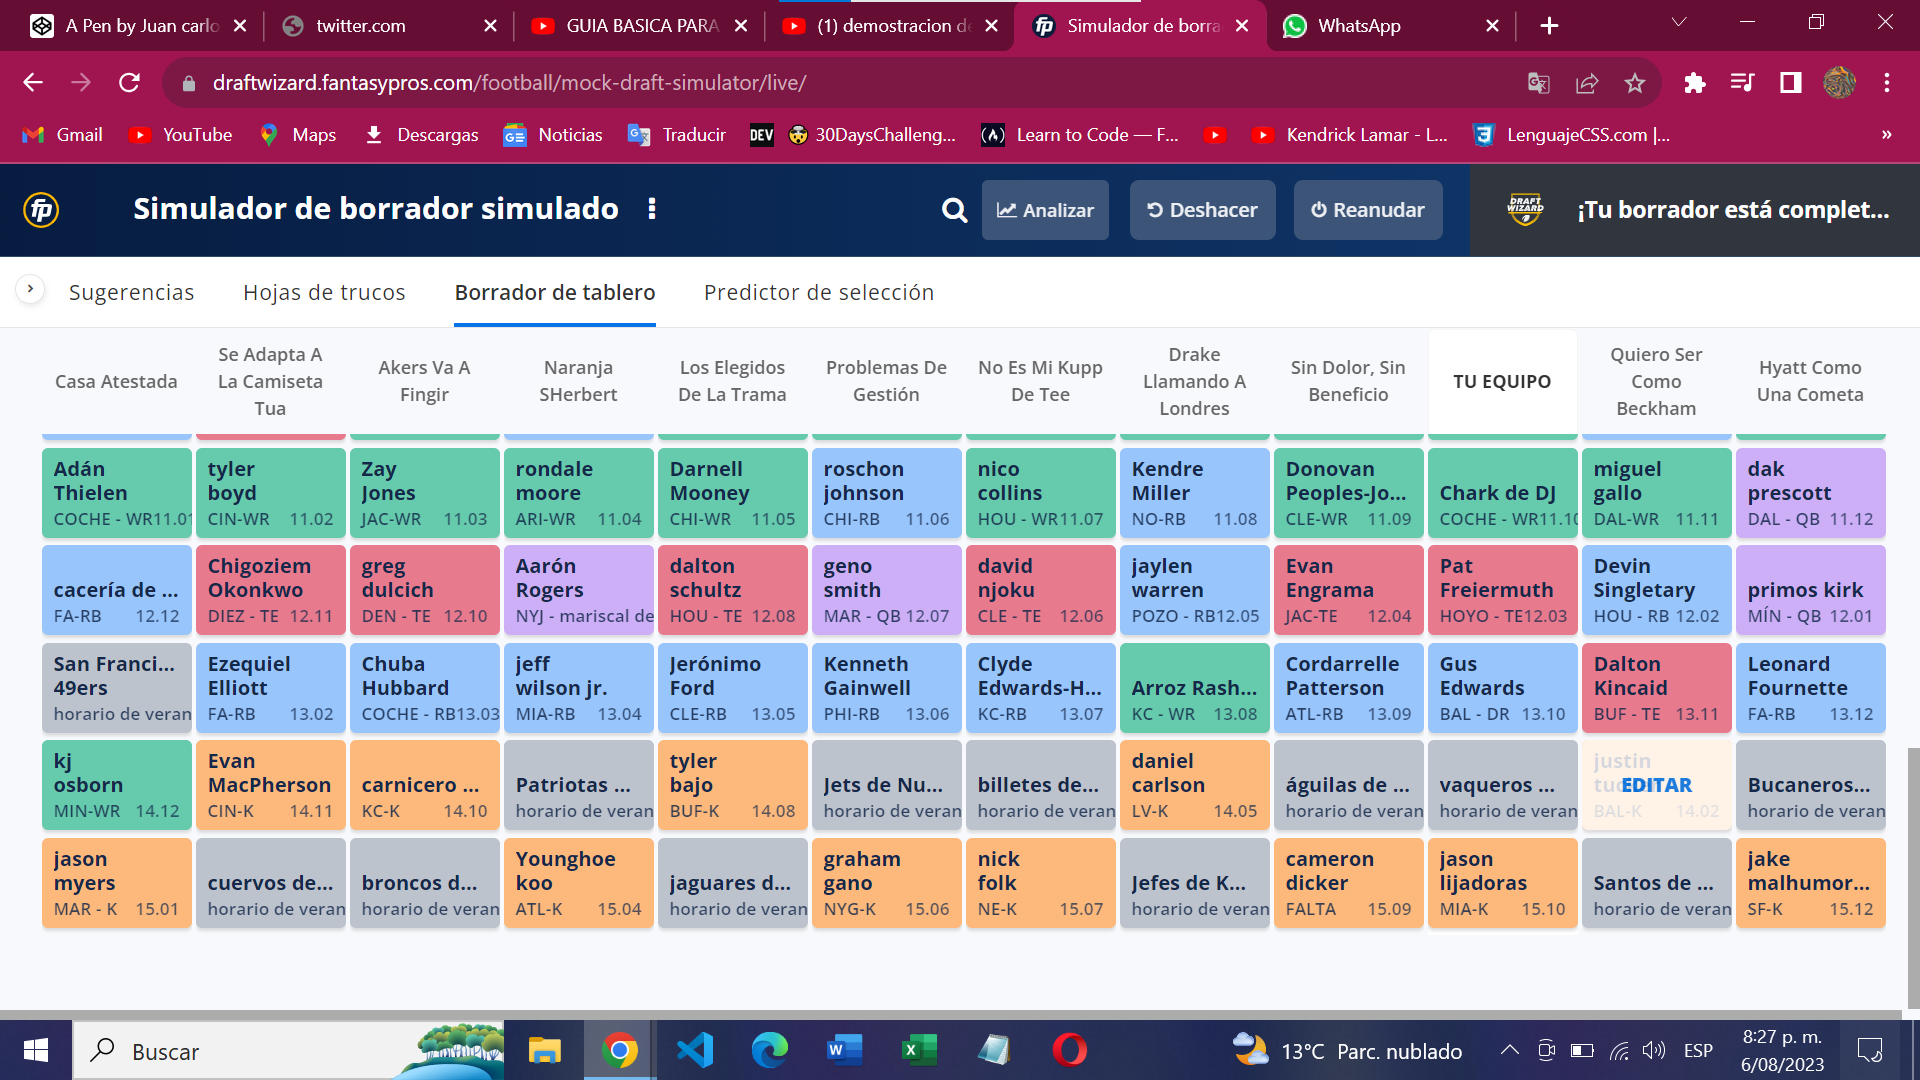 A Pen by Juan carlo
twitter.com
GUIA BASICA PARA
(1) demostracion de
Simulador de borra
WhatsApp
draftwizard.fantasypros.com/football/mock-draft-simulator/live/
Gmail
YouTube
Maps
Descargas
Noticias
Traducir
DEV
30DaysChalleng...
Learn to Code — F...
Kendrick Lamar - L...
LenguajeCSS.com |...
»
fp
Simulador de borrador simulado
Analizar
Deshacer
Reanudar
DRAFT
WIZARD
¡Tu borrador está complet...
Sugerencias
Hojas de trucos
Borrador de tablero
Predictor de selección
Casa Atestada
Se Adapta A
La Camiseta
Tua
Akers Va A
Fingir
Naranja
SHerbert
Los Elegidos
De La Trama
Problemas De
Gestión
No Es Mi Kupp
De Tee
Drake
Llamando A
Londres
Sin Dolor, Sin
Beneficio
TU EQUIPO
Quiero Ser
Como
Beckham
Hyatt Como
Una Cometa
Adán
Thielen
COCHE - WR11.01
tyler
boyd
CIN-WR 11.02
Zay
Jones
JAC-WR 11.03
rondale
moore
ARI-WR 11.04
Darnell
Mooney
CHI-WR 11.05
roschon
johnson
CHI-RB 11.06
nico
collins
HOU - WR11.07
Kendre
Miller
NO-RB 11.08
Donovan
Peoples-Jo...
CLE-WR 11.09
Chark de DJ
COCHE - WR11.10
miguel
gallo
DAL-WR 11.11
dak
prescott
DAL - QB 11.12
cacería de ...
FA-RB 12.12
Chigoziem
Okonkwo
DIEZ - TE 12.11
greg
dulcich
DEN - TE 12.10
Aarón
Rogers
NYJ - mariscal de
dalton
schultz
HOU - TE 12.08
geno
smith
MAR - QB 12.07
david
njoku
CLE - TE 12.06
jaylen
warren
POZO - RB12.05
Evan
Engrama
JAC-TE 12.04
Pat
Freiermuth
HOYO - TE12.03
Devin
Singletary
HOU - RB 12.02
primos kirk
MÍN - QB 12.01
San Franci...
49ers
horario de veran
Ezequiel
Elliott
FA-RB 13.02
Chuba
Hubbard
COCHE - RB13.03
jeff
wilson jr.
MIA-RB 13.04
Jerónimo
Ford
CLE-RB 13.05
Kenneth
Gainwell
PHI-RB 13.06
Clyde
Edwards-H...
KC-RB 13.07
Arroz Rash...
KC - WR 13.08
Cordarrelle
Patterson
ATL-RB 13.09
Gus
Edwards
BAL - DR 13.10
Dalton
Kincaid
BUF - TE 13.11
Leonard
Fournette
FA-RB 13.12
kj
osborn
MIN-WR 14.12
Evan
MacPherson
CIN-K 14.11
carnicero ...
KC-K 14.10
Patriotas ...
horario de veran
tyler
bajo
BUF-K 14.08
Jets de Nu...
horario de veran
billetes de...
horario de veran
daniel
carlson
LV-K 14.05
águilas de ...
horario de veran
vaqueros ...
horario de veran
justin
EDITAR
BAL-K 14.02
Bucaneros...
horario de veran
jason
myers
MAR - K 15.01
cuervos de...
horario de veran
broncos d...
horario de veran
Younghoe
koo
ATL-K 15.04
jaguares d...
horario de veran
graham
gano
NYG-K 15.06
nick
folk
NE-K 15.07
Jefes de K...
horario de veran
cameron
dicker
FALTA 15.09
jason
lijadoras
MIA-K 15.10
Santos de ...
horario de veran
jake
malhumor...
SF-K 15.12
Buscar
13°C Parc. nublado
ESP
8:27 p. m.
6/08/2023